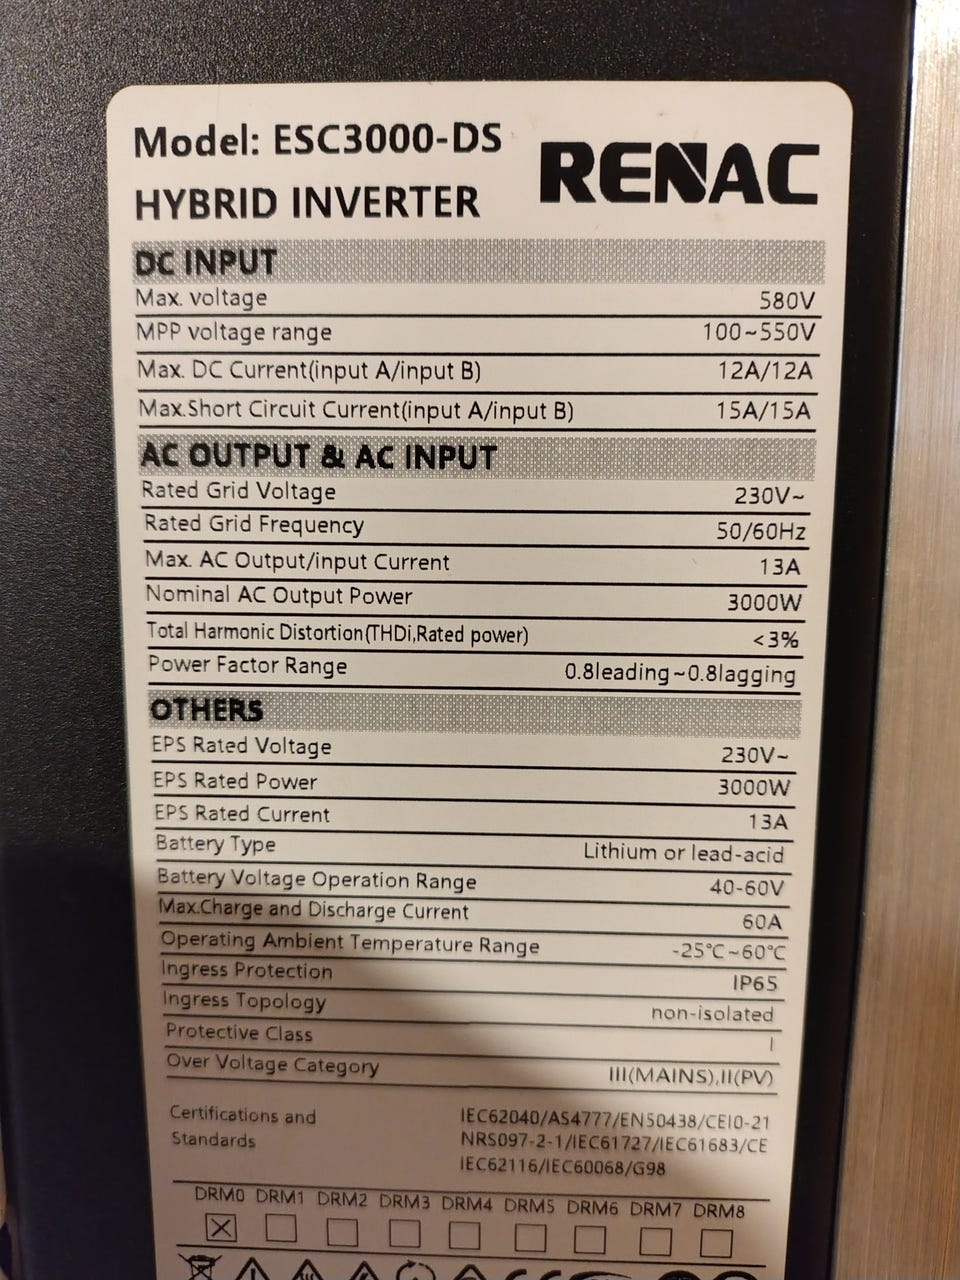 Model: ESC3000-DS
RENAC
HYBRID INVERTER
DC INPUT
Max. voltage 580V
MPP voltage range 100~550V
Max. DC Current(input A/input B) 12A/12A
Max.Short Circuit Current(input A/input B) 15A/15A
AC OUTPUT & AC INPUT
Rated Grid Voltage 230V~
Rated Grid Frequency 50/60Hz
Max. AC Output/input Current 13A
Nominal AC Output Power 3000W
Total Harmonic Distortion(THDi,Rated power) <3%
Power Factor Range 0.8leading~0.8lagging
OTHERS
EPS Rated Voltage 230V~
EPS Rated Power 3000W
EPS Rated Current 13A
Battery Type Lithium or lead-acid
Battery Voltage Operation Range 40-60V
Max.Charge and Discharge Current 60A
Operating Ambient Temperature Range -25℃~60℃
Ingress Protection IP65
Ingress Topology non-isolated
Protective Class I
Over Voltage Category III(MAINS),II(PV)
Certifications and IEC62040/AS4777/EN50438/CEI0-21
Standards NRS097-2-1/IEC61727/IEC61683/CE
IEC62116/IEC60068/G98
DRM0 DRM1 DRM2 DRM3 DRM4 DRM5 DRM6 DRM7 DRM8